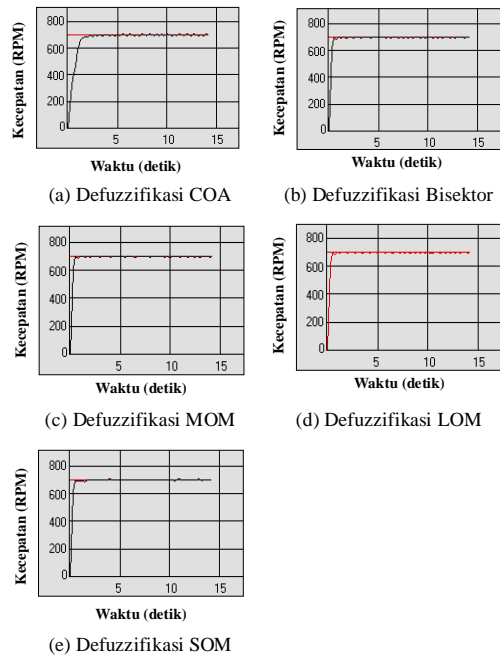 Kecepatan (RPM)
800
600
400
200
0
5
10
15
Waktu (detik)
(a) Defuzzifikasi COA
Kecepatan (RPM)
800
600
400
200
0
5
10
15
Waktu (detik)
(b) Defuzzifikasi Bisektor
Kecepatan (RPM)
800
600
400
200
0
5
10
15
Waktu (detik)
(c) Defuzzifikasi MOM
Kecepatan (RPM)
800
600
400
200
0
5
10
15
Waktu (detik)
(d) Defuzzifikasi LOM
Kecepatan (RPM)
800
600
400
200
0
5
10
15
Waktu (detik)
(e) Defuzzifikasi SOM